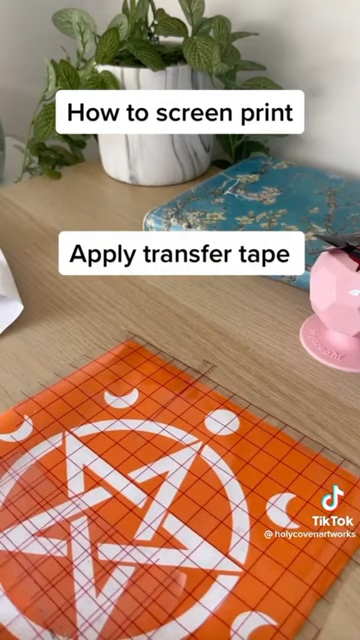 How to screen print
Apply transfer tape
TikTok
@holycovenartworks